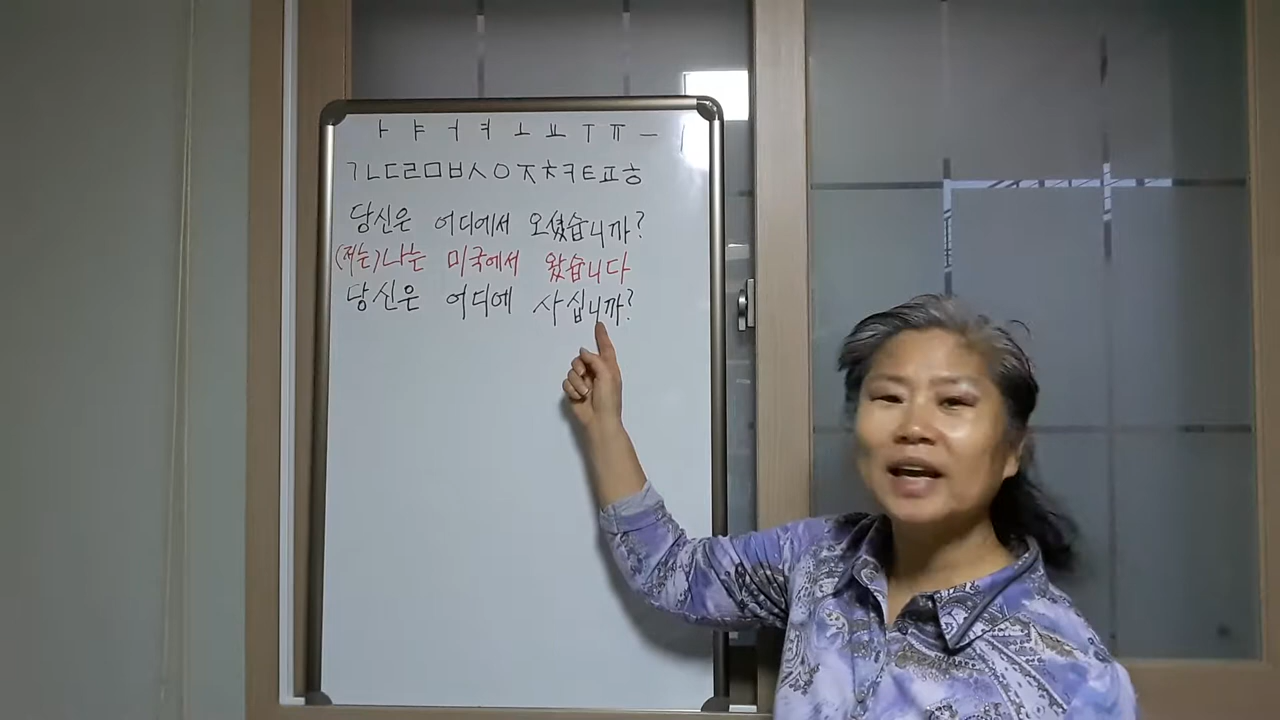 ㅏ ㅑ ㅓ ㅕ ㅗ ㅛ ㅜ ㅠ ㅡ ㅣ
ㄱㄴㄷㄹㅁㅂㅅㅇㅈㅊㅋㅌㅍㅎ
당신은 어디에서 오셨습니까?
(저는)나는 미국에서 왔습니다
당신은 어디에 사십니까?